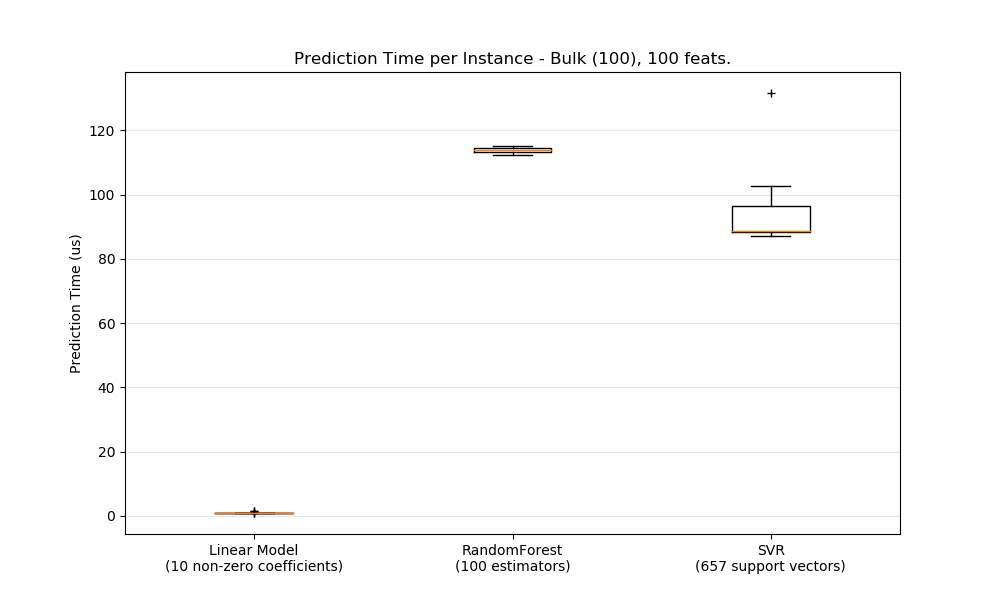 Prediction Time per Instance - Bulk (100), 100 feats.
Prediction Time (us)
120
100
80
60
40
20
0
Linear Model
(10 non-zero coefficients)
RandomForest
(100 estimators)
SVR
(657 support vectors)